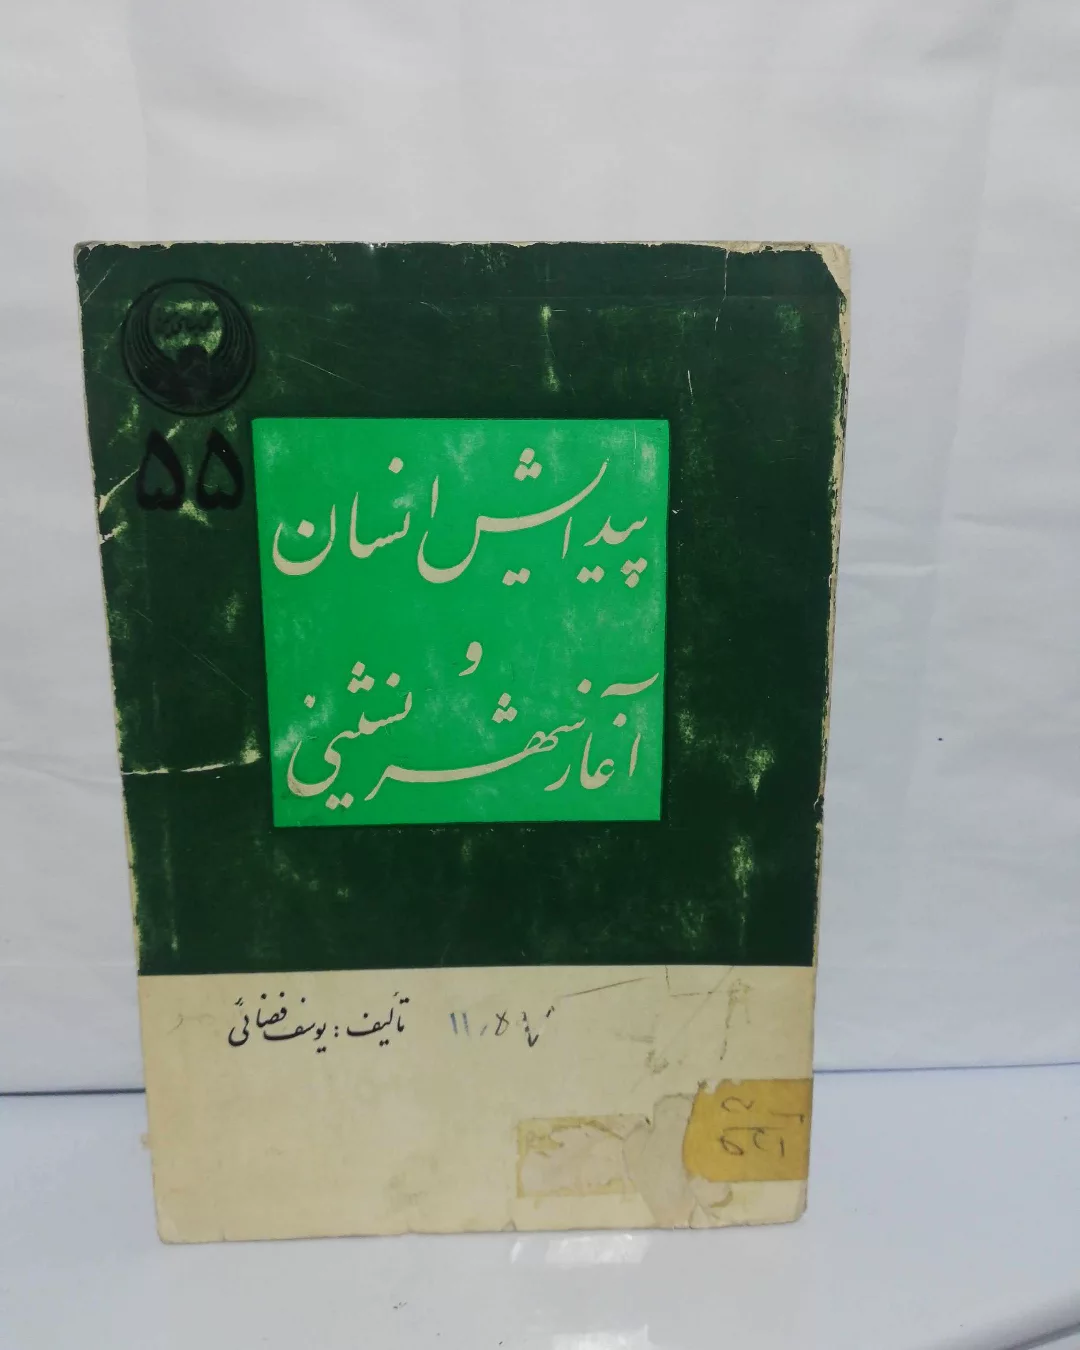 ۵۵
پیدایش انسان
و
آغاز شهرنشینی
تألیف : یوسف فضائی